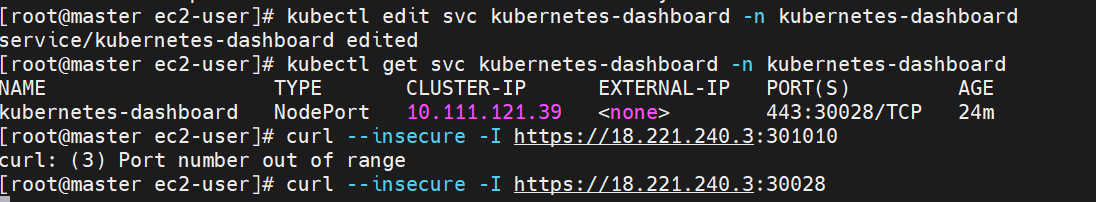 [root@master ec2-user]# kubectl edit svc kubernetes-dashboard -n kubernetes-dashboard
service/kubernetes-dashboard edited
[root@master ec2-user]# kubectl get svc kubernetes-dashboard -n kubernetes-dashboard
NAME TYPE CLUSTER-IP EXTERNAL-IP PORT(S) AGE
kubernetes-dashboard NodePort 10.111.121.39 <none> 443:30028/TCP 24m
[root@master ec2-user]# curl --insecure -I https://18.221.240.3:301010
curl: (3) Port number out of range
[root@master ec2-user]# curl --insecure -I https://18.221.240.3:30028